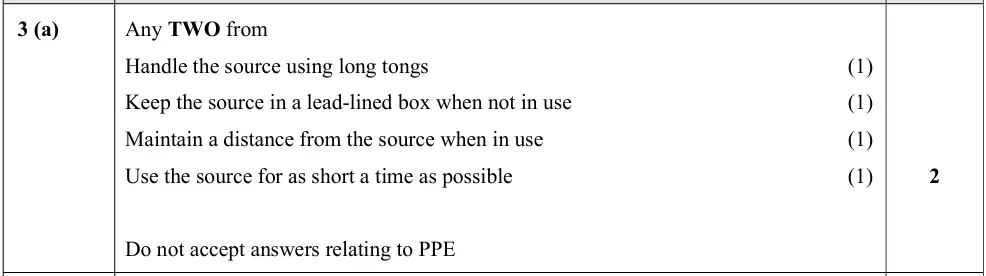 3 (a) Any TWO from
Handle the source using long tongs (1)
Keep the source in a lead-lined box when not in use (1)
Maintain a distance from the source when in use (1)
Use the source for as short a time as possible (1) 2
Do not accept answers relating to PPE